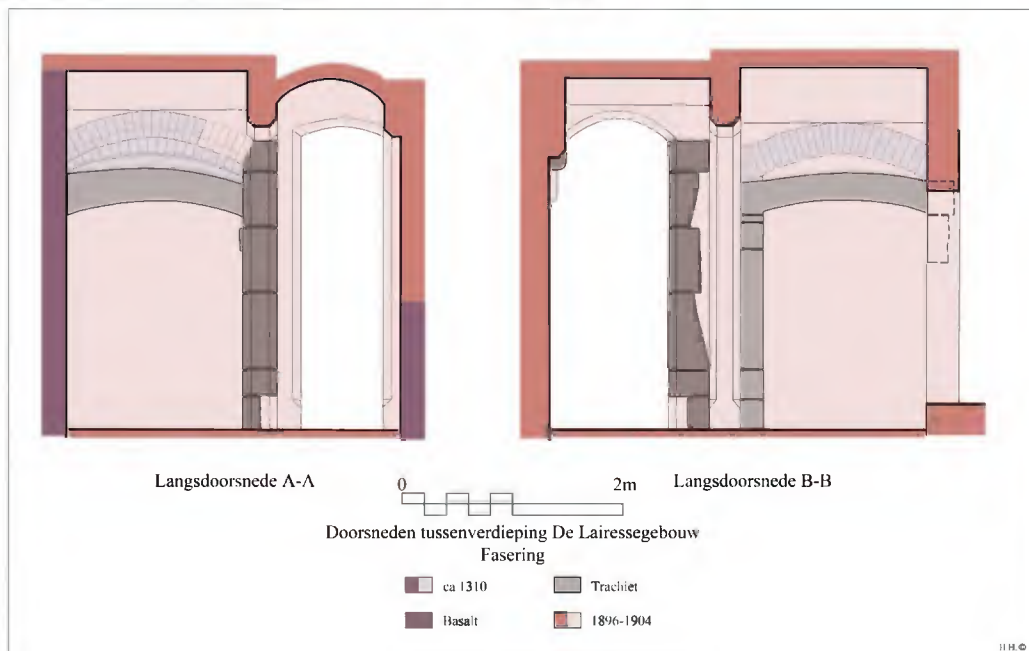 Langsdoorsnede A-A
0 2m
Langsdoorsnede B-B
Doorsneden tussenverdieping De Lairessegebouw
Fasering
ca 1310
Trachiet
Basalt
1896-1904
H.H.©